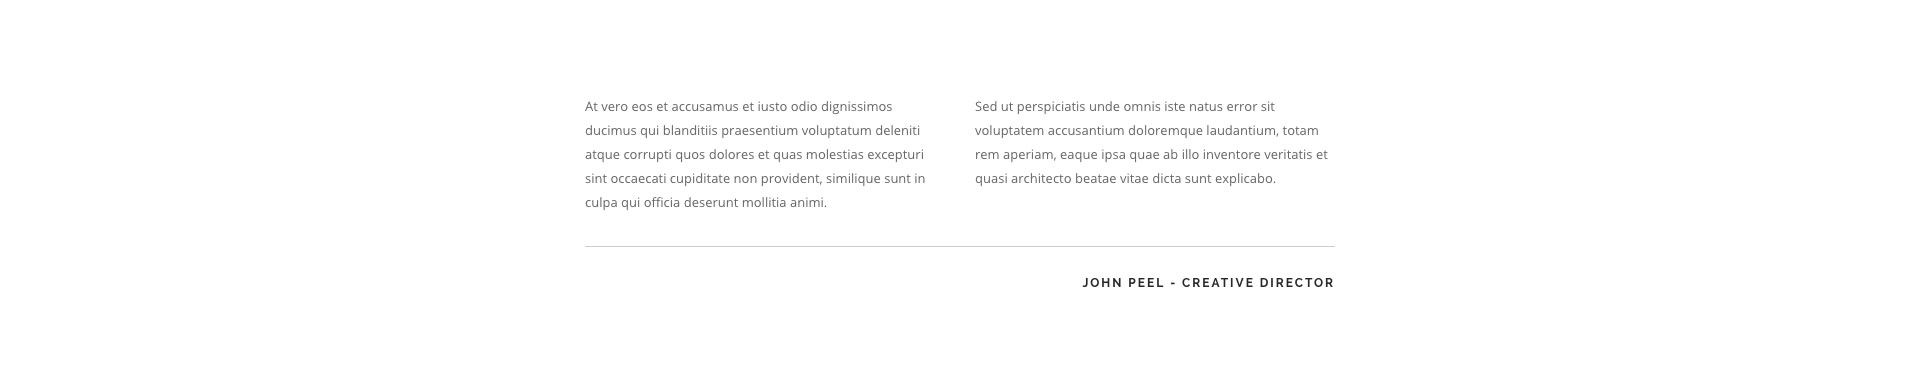 At vero eos et accusamus et iusto odio dignissimos
ducimus qui blanditiis praesentium voluptatum deleniti
atque corrupti quos dolores et quas molestias excepturi
sint occaecati cupiditate non provident, similique sunt in
culpa qui officia deserunt mollitia animi.
Sed ut perspiciatis unde omnis iste natus error sit
voluptatem accusantium doloremque laudantium, totam
rem aperiam, eaque ipsa quae ab illo inventore veritatis et
quasi architecto beatae vitae dicta sunt explicabo.
JOHN PEEL - CREATIVE DIRECTOR